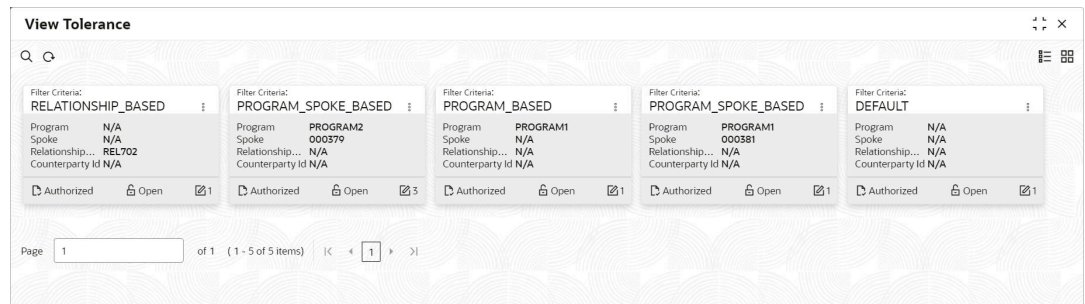 View Tolerance
Filter Criteria:
RELATIONSHIP_BASED
Program N/A
Spoke N/A
Relationship... REL702
Counterparty Id N/A
Authorized Open 1
Filter Criteria:
PROGRAM_SPOKE_BASED
Program PROGRAM2
Spoke 000379
Relationship... N/A
Counterparty Id N/A
Authorized Open 3
Filter Criteria:
PROGRAM_BASED
Program PROGRAM1
Spoke N/A
Relationship... N/A
Counterparty Id N/A
Authorized Open 1
Filter Criteria:
PROGRAM_SPOKE_BASED
Program PROGRAM1
Spoke 000381
Relationship... N/A
Counterparty Id N/A
Authorized Open 1
Filter Criteria:
DEFAULT
Program N/A
Spoke N/A
Relationship... N/A
Counterparty Id N/A
Authorized Open 1
Page 1 of 1 ( 1 - 5 of 5 items) 1